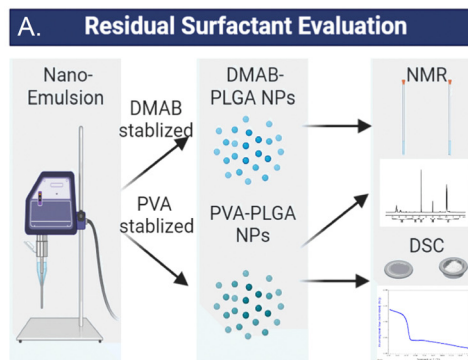 A. Residual Surfactant Evaluation
Nano-
Emulsion
DMAB
stablized
PVA
stablized
DMAB-
PLGA NPs
PVA-PLGA
NPs
NMR
DSC